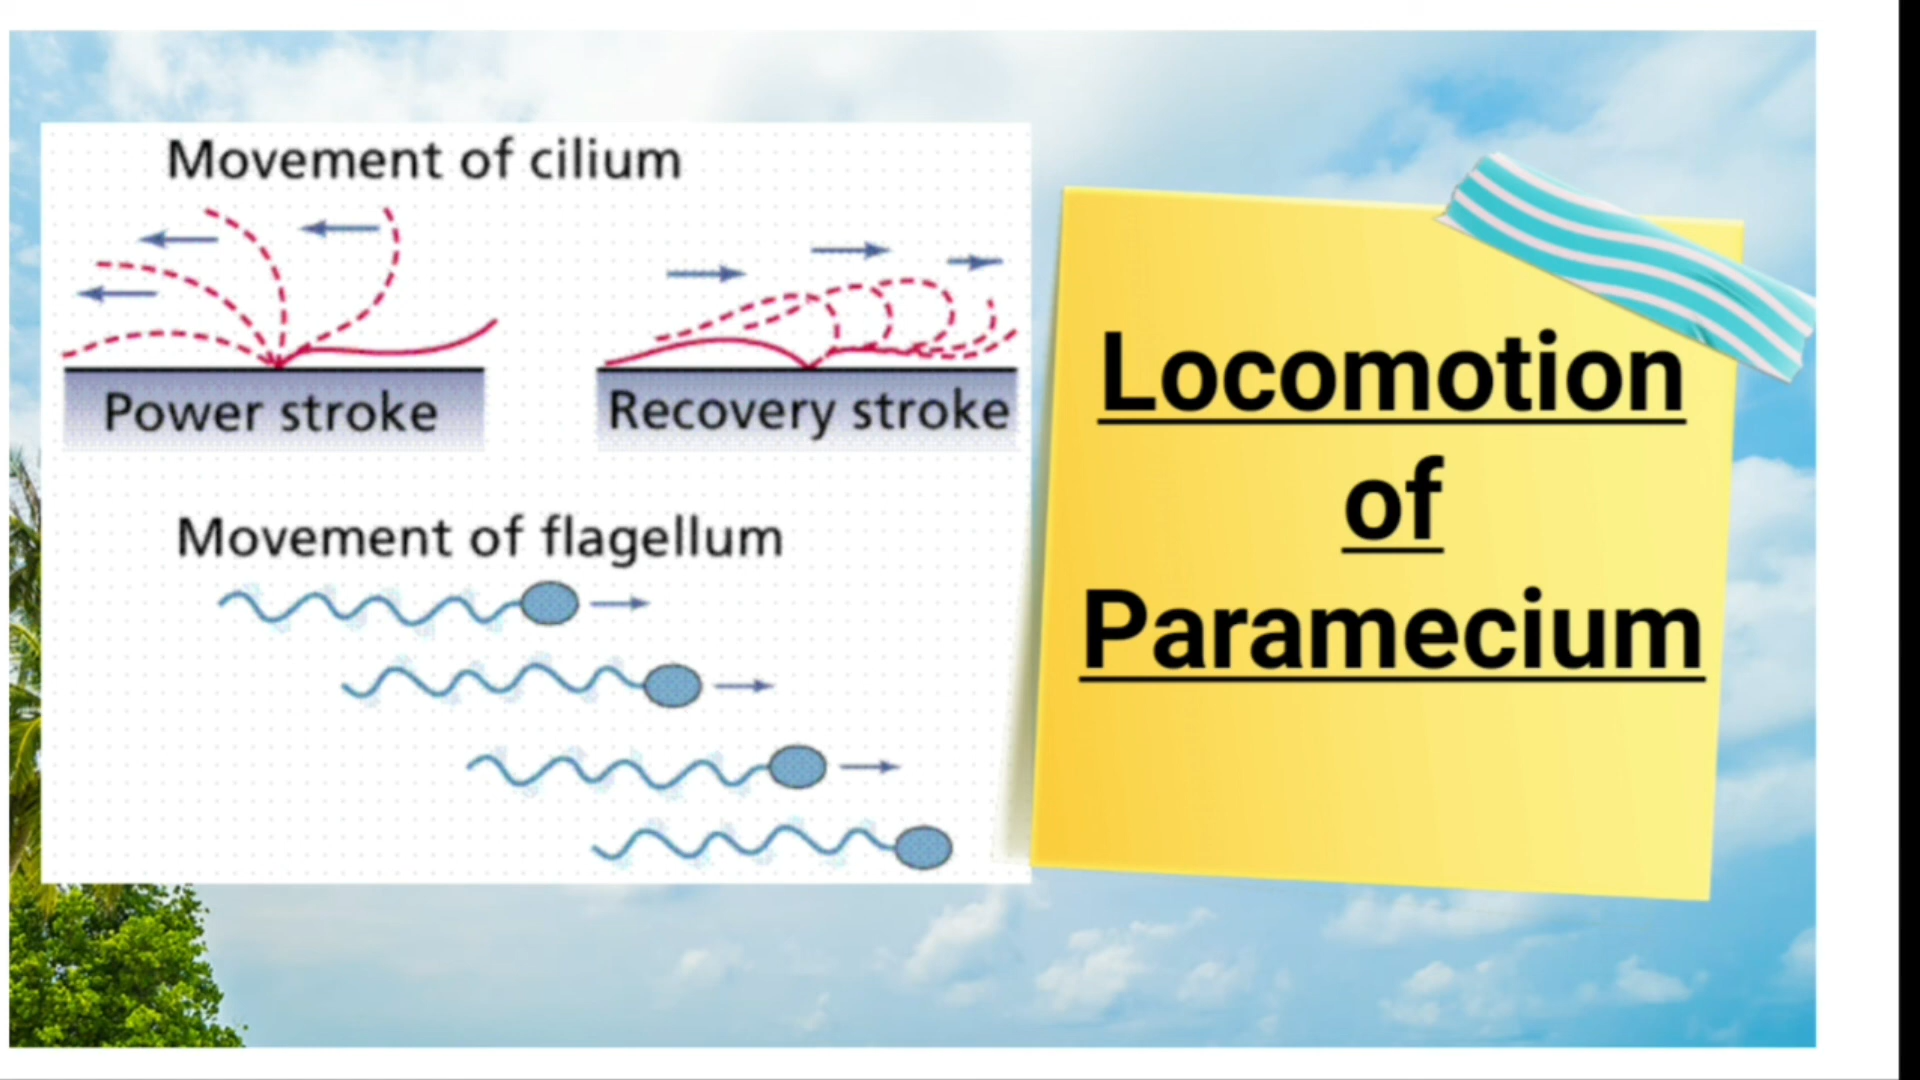 Movement of cilium
Power stroke
Recovery stroke
Movement of flagellum
Locomotion
of
Paramecium